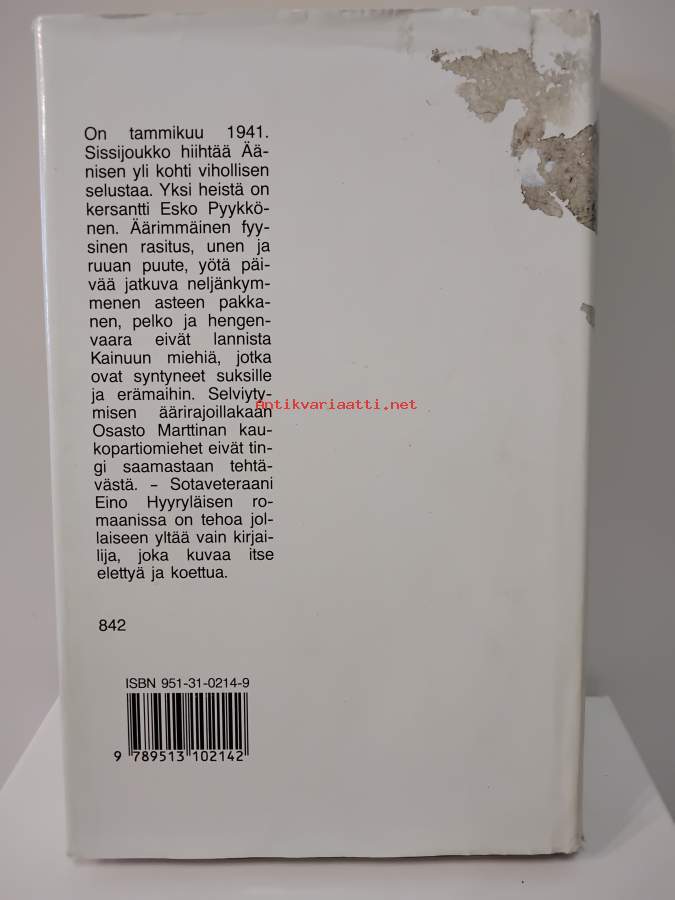 On tammikuu 1941.
Sissijoukko hiihtää Ää-
nisen yli kohti vihollisen
selustaa. Yksi heistä on
kersantti Esko Pyykkö-
nen. Äärimmäinen fyy-
sinen rasitus, unen ja
ruuan puute, yötä päi-
vää jatkuva neljänkym-
menen asteen pakka-
nen, pelko ja hengen-
vaara eivät lannista
Kainuun miehiä, jotka
ovat syntyneet suksille
ja erämaihin. Selviyty-
misen äärirajoillakaan
Antikvariaatti.net
Osasto Marttinan kau-
kopartiomiehet eivät tin-
gi saamastaan tehtä-
västä. – Sotaveteraani
Eino Hyyryläisen ro-
maanissa on tehoa jol-
laiseen yltää vain kirjai-
lija, joka kuvaa itse
elettyä ja koettua.
842
ISBN 951-31-0214-9
9 789513 102142